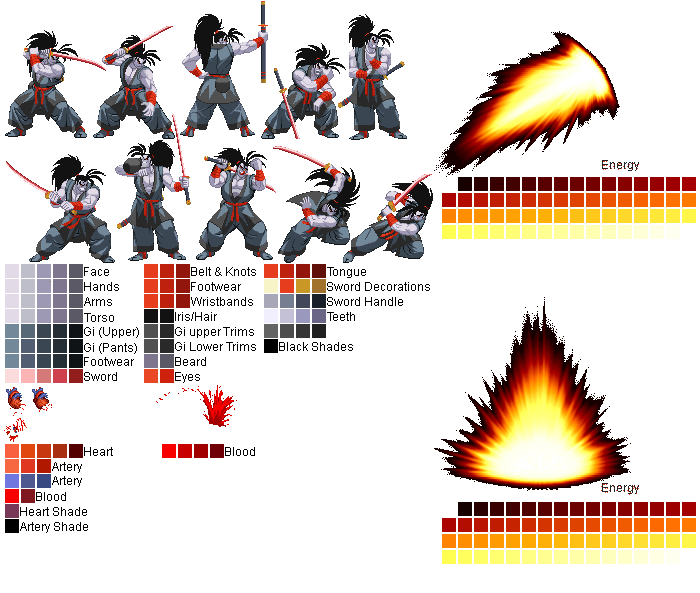 Energy
Face
Hands
Arms
Torso
Gi (Upper)
Gi (Pants)
Footwear
Sword
Belt & Knots
Footwear
Wristbands
Iris/Hair
Gi upper Trims
Gi Lower Trims
Beard
Eyes
Tongue
Sword Decorations
Sword Handle
Teeth
Black Shades
Heart
Artery
Artery
Blood
Heart Shade
Artery Shade
Blood
Energy